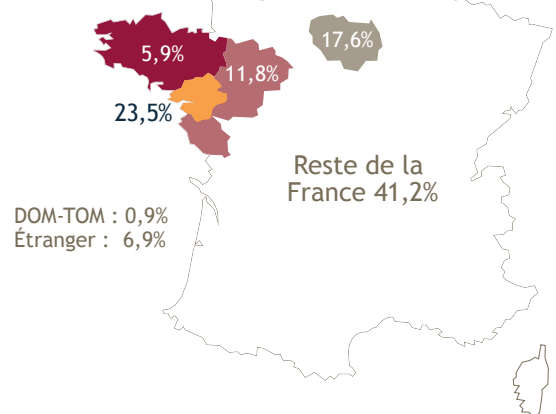 5,9%
17,6%
11,8%
23,5%
Reste de la
France 41,2%
DOM-TOM : 0,9%
Étranger : 6,9%